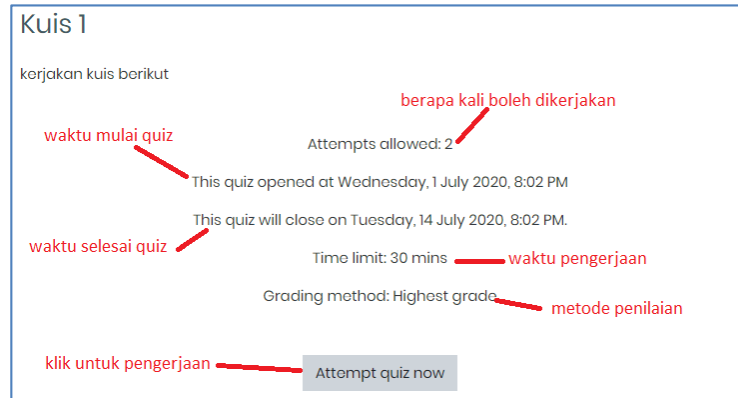 Kuis 1
kerjakan kuis berikut
berapa kali boleh dikerjakan
waktu mulai quiz
Attempts allowed: 2
This quiz opened at Wednesday, 1 July 2020, 8:02 PM
This quiz will close on Tuesday, 14 July 2020, 8:02 PM.
waktu selesai quiz
Time limit: 30 mins
waktu pengerjaan
Grading method: Highest grade
metode penilaian
klik untuk pengerjaan
Attempt quiz now